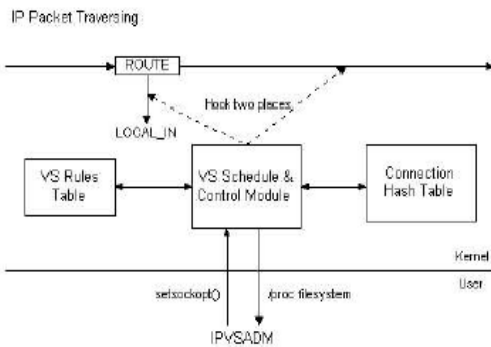 IP Packet Traversing
ROUTE
Hook two places
LOCAL_IN
VS Rules
Table
VS Schedule &
Control Module
Connection
Hash Table
Kernel
User
setsockopt()
/proc filesystem
IPVSADM